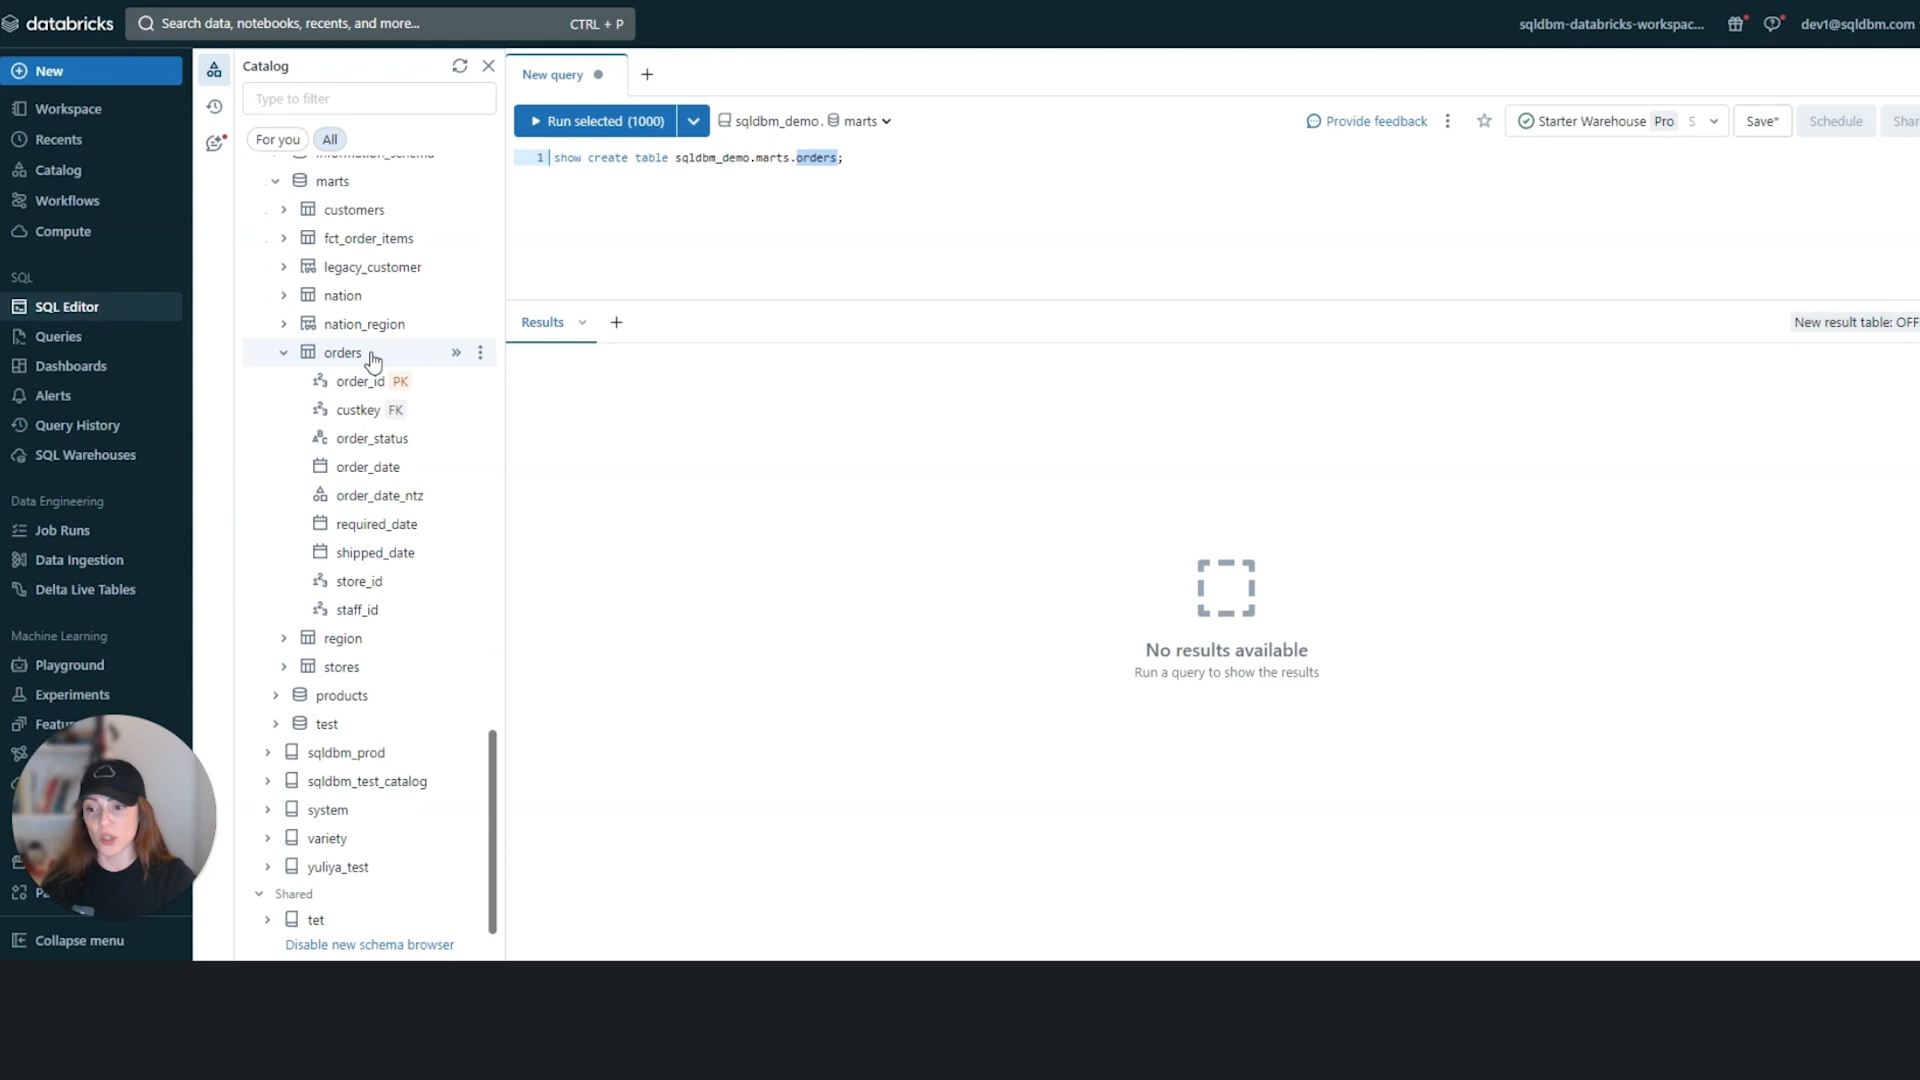 databricks
Search data, notebooks, recents, and more...
CTRL + P
sqldbm-databricks-workspac...
dev1@sqldbm.com
New
Workspace
Recents
Catalog
Workflows
Compute
SQL
SQL Editor
Queries
Dashboards
Alerts
Query History
SQL Warehouses
Data Engineering
Job Runs
Data Ingestion
Delta Live Tables
Machine Learning
Playground
Experiments
Collapse menu
Catalog
Type to filter
For you
All
information_schema
marts
customers
fct_order_items
legacy_customer
nation
nation_region
orders
order_id PK
custkey FK
order_status
order_date
order_date_ntz
required_date
shipped_date
store_id
staff_id
region
stores
products
test
sqldbm_prod
sqldbm_test_catalog
system
variety
yuliya_test
Shared
tet
Disable new schema browser
New query
Run selected (1000)
sqldbm_demo. marts
Provide feedback
Starter Warehouse Pro S
Save*
Schedule
1 show create table sqldbm_demo.marts.orders;
Results
New result table: OFF
No results available
Run a query to show the results